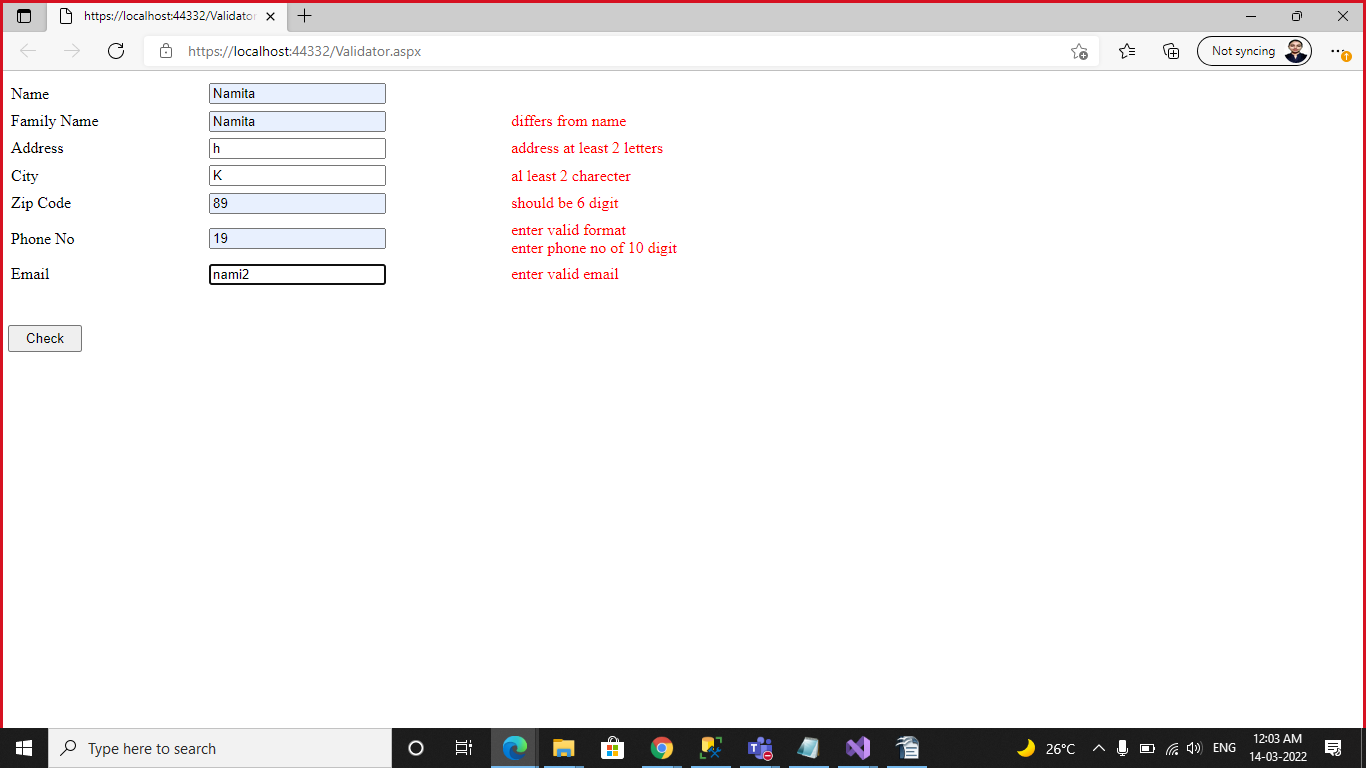 https://localhost:44332/Validator
https://localhost:44332/Validator.aspx
Not syncing
Name Namita
Family Name Namita differs from name
Address h address at least 2 letters
City K al least 2 charecter
Zip Code 89 should be 6 digit
enter valid format
Phone No 19
enter phone no of 10 digit
Email nami2 enter valid email
Check
Type here to search
26°C
ENG
12:03 AM
14-03-2022